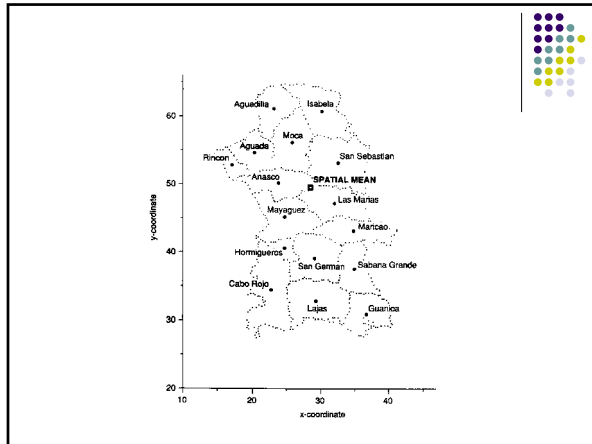 Aguadilla
Isabela
60
Moca
Aguada
Rincon
San Sebastian
Anasco
SPATIAL MEAN
50
Las Marias
Mayaguez
y-coordinate
Maricao
40
Hormigueros
San German
Sabana Grande
Cabo Rojo
Lajas
Guanica
30
20
10
20
30
40
x-coordinate